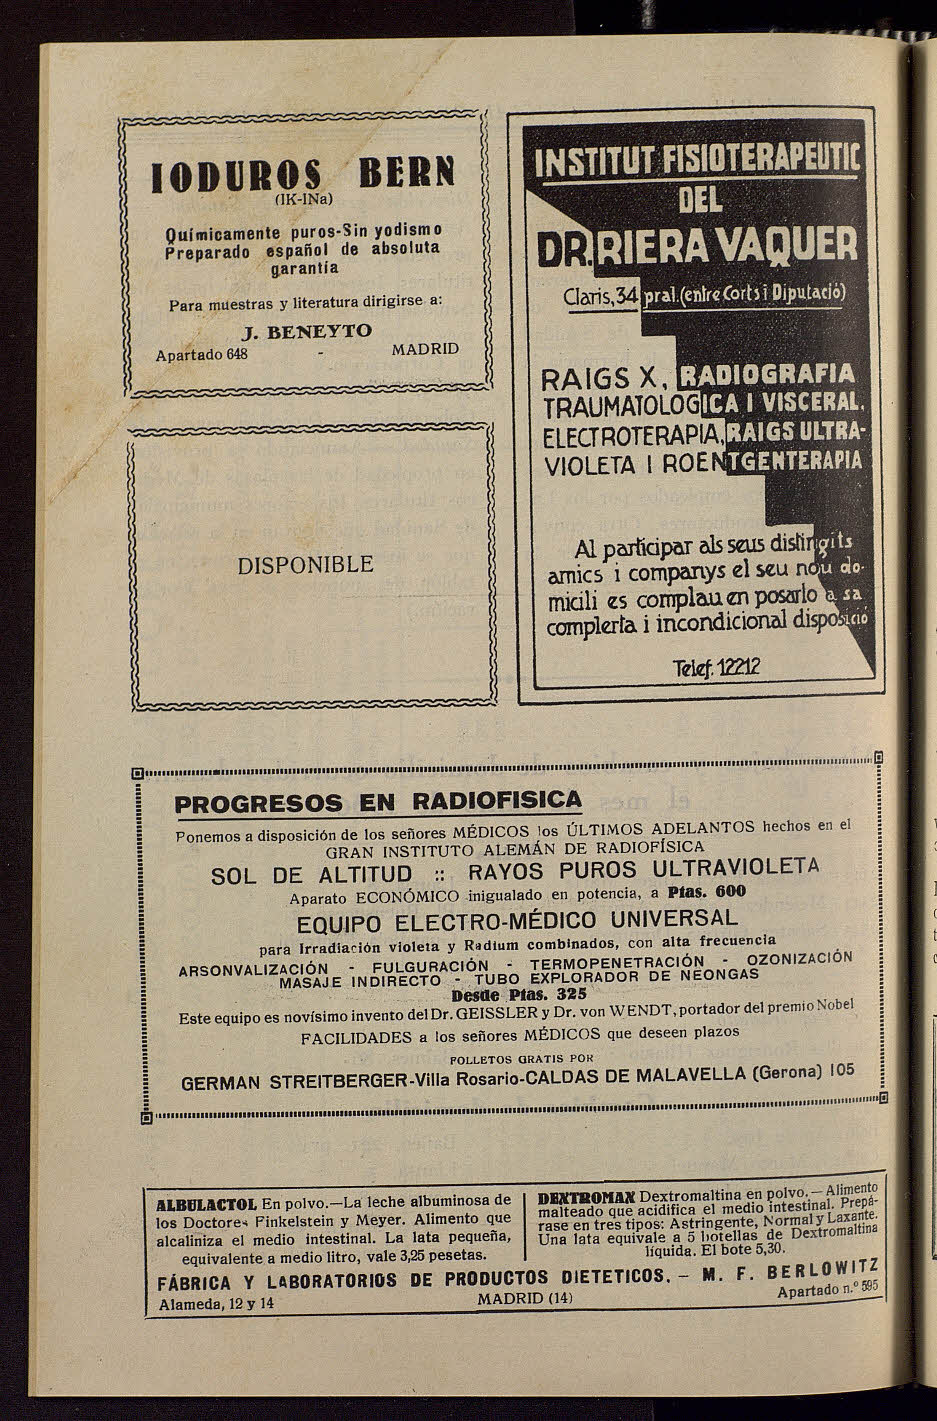 IODUROS BERN
(IK-INa)
Químicamente puros-Sin yodismo
Preparado español de absoluta
garantía
Para muestras y literatura dirigirse a:
J. BENEYTO
Apartado 648 - MADRID
DISPONIBLE
INSTITUT FISIOTERAPEUTIC
DEL
DR. RIERA VAQUER
Claris, 34 pral. (entre Corts i Diputació)
RAIGS X, RADIOGRAFIA
TRAUMATOLOGICA I VISCERAL,
ELECTROTERAPIA, RAIGS ULTRA-
VIOLETA I ROENTGENTERAPIA
Al participar als seus distingits
amics i companys el seu nou do-
micili es complau en posarlo a sa
complerta i incondicional disposició
Telef. 12212
PROGRESOS EN RADIOFISICA
Ponemos a disposición de los señores MÉDICOS los ÚLTIMOS ADELANTOS hechos en el
GRAN INSTITUTO ALEMÁN DE RADIOFÍSICA
SOL DE ALTITUD :: RAYOS PUROS ULTRAVIOLETA
Aparato ECONÓMICO inigualado en potencia, a Ptas. 600
EQUIPO ELECTRO-MÉDICO UNIVERSAL
para Irradiación violeta y Radium combinados, con alta frecuencia
ARSONVALIZACIÓN - FULGURACIÓN - TERMOPENETRACIÓN - OZONIZACIÓN
MASAJE INDIRECTO - TUBO EXPLORADOR DE NEONGAS
Desde Ptas. 325
Este equipo es novísimo invento del Dr. GEISSLER y Dr. von WENDT, portador del premio Nobel
FACILIDADES a los señores MÉDICOS que deseen plazos
FOLLETOS GRATIS POR
GERMAN STREITBERGER-Villa Rosario-CALDAS DE MALAVELLA (Gerona) 105
ALBULACTOL En polvo.—La leche albuminosa de
los Doctores Finkelstein y Meyer. Alimento que
alcaliniza el medio intestinal. La lata pequeña,
equivalente a medio litro, vale 3,25 pesetas.
DEXTROMAX Dextromaltina en polvo.—Alimento
malteado que acidifica el medio intestinal. Prepá-
rase en tres tipos: Astringente, Normal y Laxante.
Una lata equivale a 5 botellas de Dextromaltina
líquida. El bote 5,30.
FÁBRICA Y LABORATORIOS DE PRODUCTOS DIETETICOS. - M. F. BERLOWITZ
Alameda, 12 y 14 MADRID (14) Apartado n.º 595